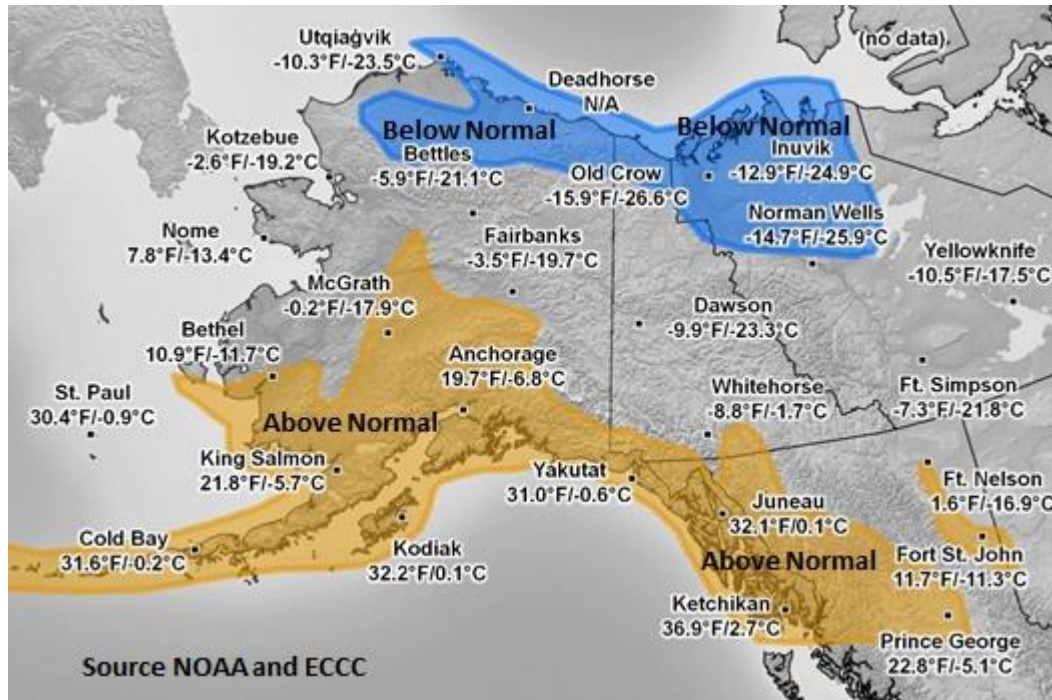 Utqiaġvik
-10.3°F/-23.5°C
(no data)
Deadhorse
N/A
Below Normal
Below Normal
Kotzebue
-2.6°F/-19.2°C
Bettles
-5.9°F/-21.1°C
Inuvik
-12.9°F/-24.9°C
Old Crow
-15.9°F/-26.6°C
Nome
7.8°F/-13.4°C
Fairbanks
-3.5°F/-19.7°C
Norman Wells
-14.7°F/-25.9°C
Yellowknife
-10.5°F/-17.5°C
McGrath
-0.2°F/-17.9°C
Dawson
-9.9°F/-23.3°C
Bethel
10.9°F/-11.7°C
Anchorage
19.7°F/-6.8°C
St. Paul
30.4°F/-0.9°C
Whitehorse
-8.8°F/-1.7°C
Ft. Simpson
-7.3°F/-21.8°C
Above Normal
King Salmon
21.8°F/-5.7°C
Yakutat
31.0°F/-0.6°C
Juneau
32.1°F/0.1°C
Ft. Nelson
1.6°F/-16.9°C
Cold Bay
31.6°F/-0.2°C
Kodiak
32.2°F/0.1°C
Above Normal
Fort St. John
11.7°F/-11.3°C
Ketchikan
36.9°F/2.7°C
Prince George
22.8°F/-5.1°C
Source NOAA and ECCC